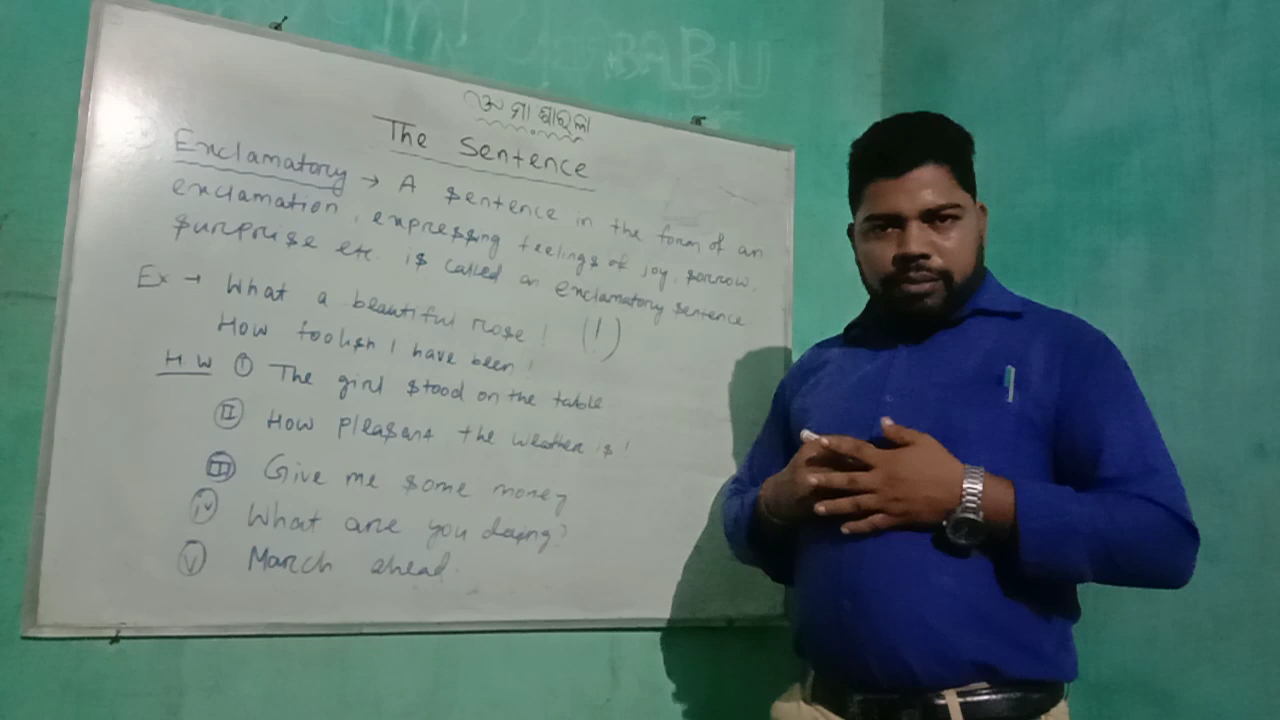 BABU
ଓଁ ମା ଶାରଳା
The Sentence
Exclamatory → A sentence in the form of an
exclamation, expressing feelings of joy, sorrow,
surprise etc. is called an exclamatory sentence
Ex → What a beautiful rose! (!)
How foolish I have been!
H.W (I) The girl stood on the table
(II) How pleasant the weather is!
(III) Give me some money
(IV) What are you doing?
(V) March ahead.